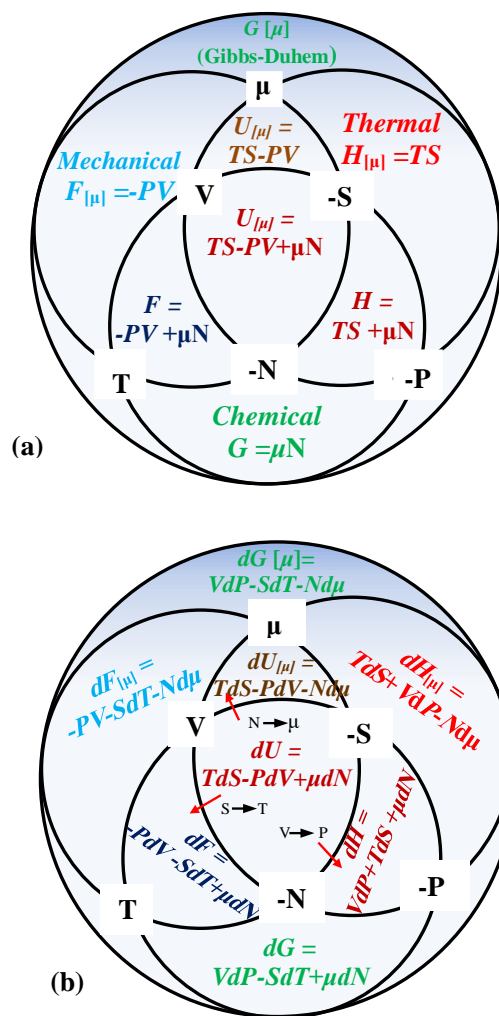 G [μ]
(Gibbs-Duhem)
μ
U[μ] =
TS-PV
Thermal
H[μ] =TS
Mechanical
F[μ] =-PV
V
-S
U[μ] =
TS-PV+μN
F =
-PV +μN
H =
TS +μN
T
-N
-P
Chemical
G =μN
(a)
dG [μ]=
VdP-SdT-Ndμ
μ
dU[μ] =
TdS-PdV-Ndμ
dF[μ] =
-PV-SdT-Ndμ
dH[μ] =
TdS+VdP-Ndμ
V
N→μ
-S
dU =
TdS-PdV+μdN
S→T
V→P
dF =
-PdV -SdT+μdN
dH =
VdP+TdS +μdN
T
-N
-P
dG =
VdP-SdT+μdN
(b)